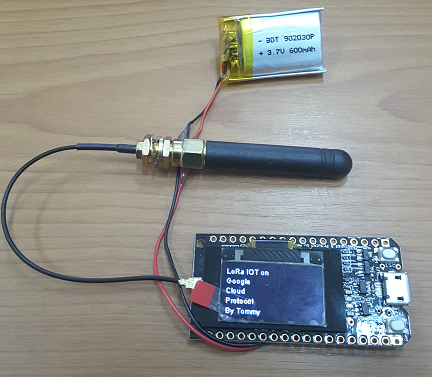 - BDT 902030P
+ 3.7V 600mAh
LoRa IOT on
Google
Cloud
Protocol
By Tommy